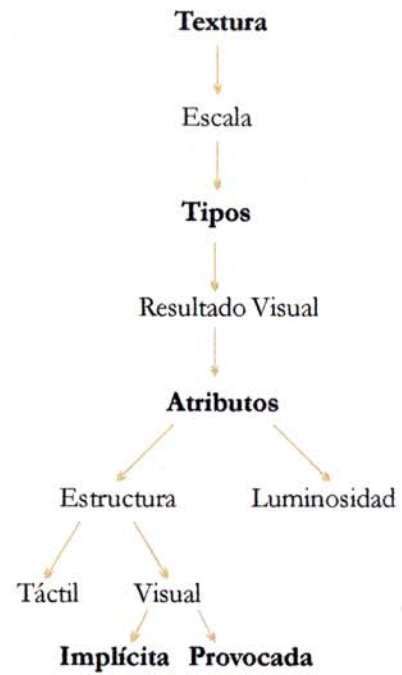 Textura
Escala
Tipos
Resultado Visual
Atributos
Estructura Luminosidad
Táctil Visual
Implícita Provocada